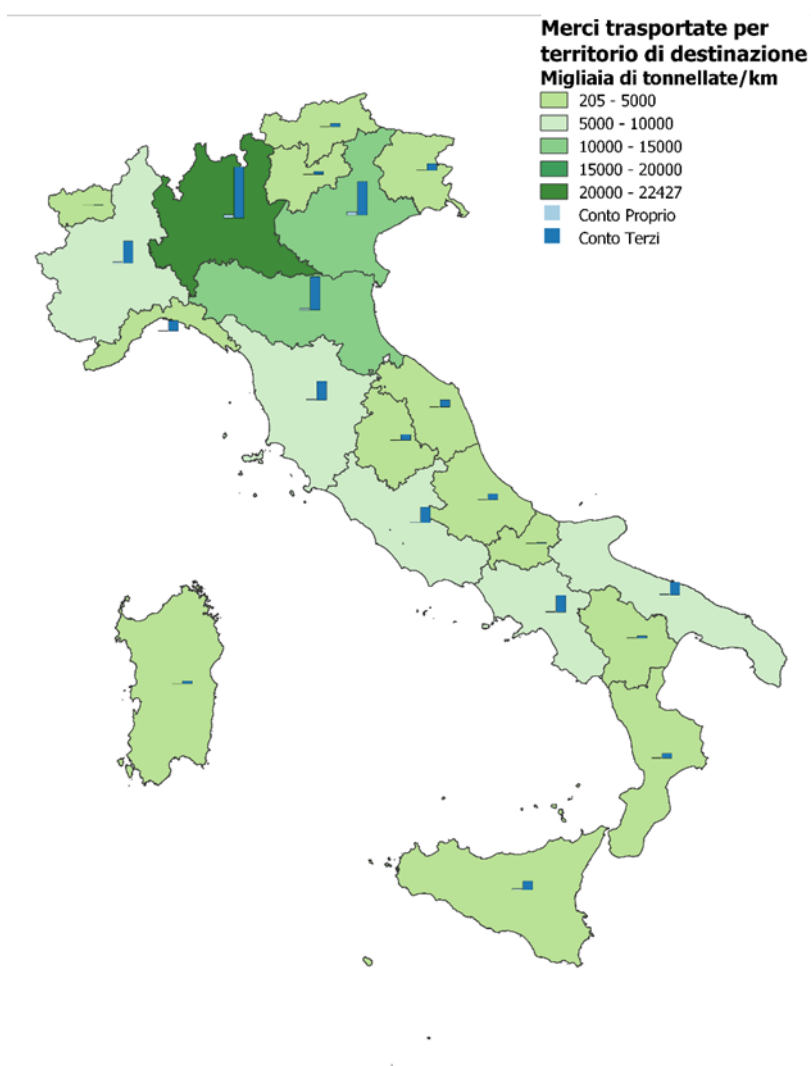 Merci trasportate per
territorio di destinazione
Migliaia di tonnellate/km
205 - 5000
5000 - 10000
10000 - 15000
15000 - 20000
20000 - 22427
Conto Proprio
Conto Terzi